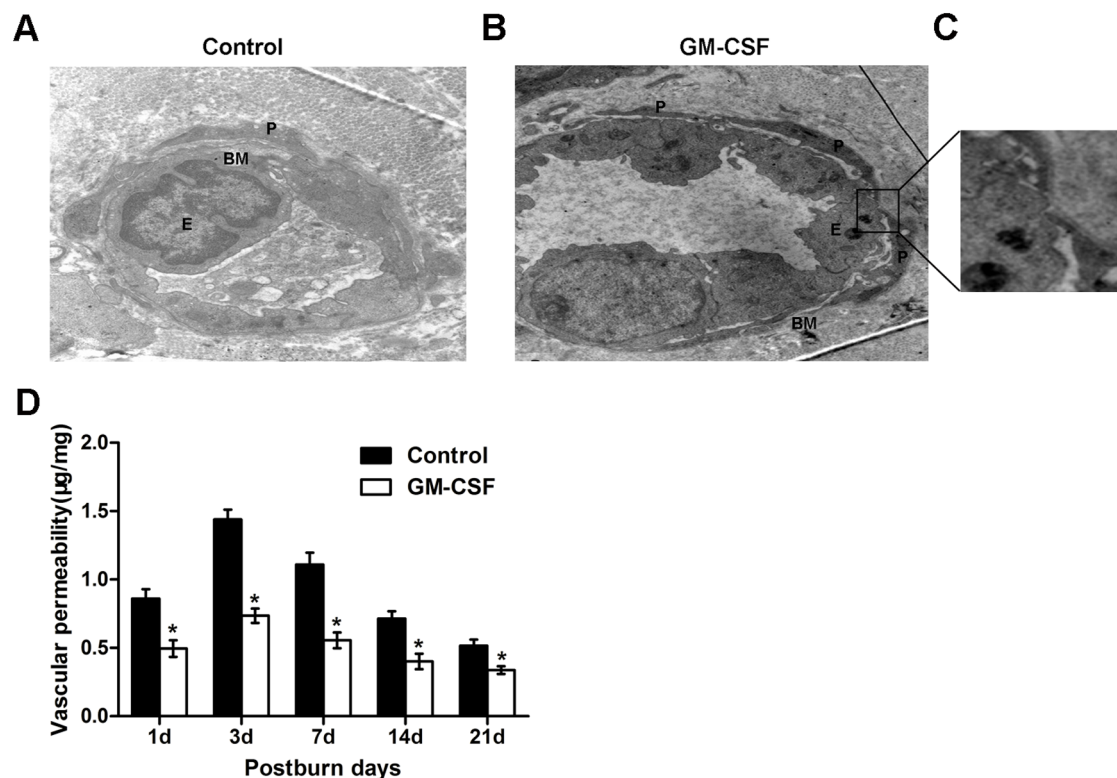 A
Control
P
BM
E
B
GM-CSF
P
P
E
P
BM
C
D
Vascular permeability(µg/mg)
2.0
1.5
1.0
0.5
0.0
Control
GM-CSF
*
*
*
*
*
1d 3d 7d 14d 21d
Postburn days